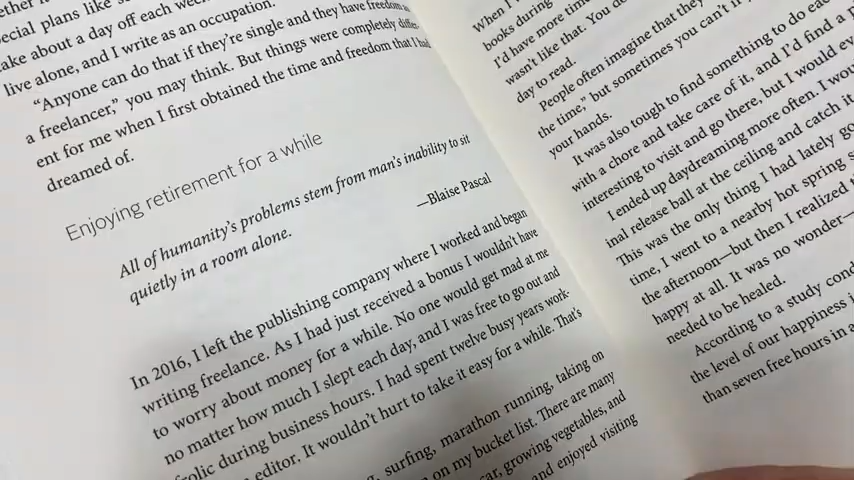 ecial plans like
ake about a day off each
live alone, and I write as an occupation.
“Anyone can do that if they’re single and they have freedom
a freelancer,” you may think. But things were completely
ent for me when I first obtained the time and freedom that I had
dreamed of.
Enjoying retirement for a while
All of humanity’s problems stem from man’s inability to sit
quietly in a room alone.
—Blaise Pascal
In 2016, I left the publishing company where I worked and began
writing freelance. As I had just received a bonus I wouldn’t have
to worry about money for a while. No one would get mad at me
no matter how much I slept each day, and I was free to go out and
frolic during business hours. I had spent twelve busy years work-
editor. It wouldn’t hurt to take it easy for a while. That’s
surfing, marathon running, taking on
on my bucket list. There are many
car, growing vegetables, and
and enjoyed visiting
When I
books during
I’d have more time
wasn’t like that. You
day to read.
People often imagine that they
the time,” but sometimes you can’t
your hands.
It was also tough to find something to do
with a chore and take care of it, and I’d find a
interesting to visit and go there, but I would
I ended up daydreaming more often. I
inal release ball at the ceiling and catch it
This was the only thing I had lately
time, I went to a nearby hot spring
the afternoon—but then I realized
happy at all. It was no wonder—
needed to be healed.
According to a study
the level of our happiness
than seven free hours in a